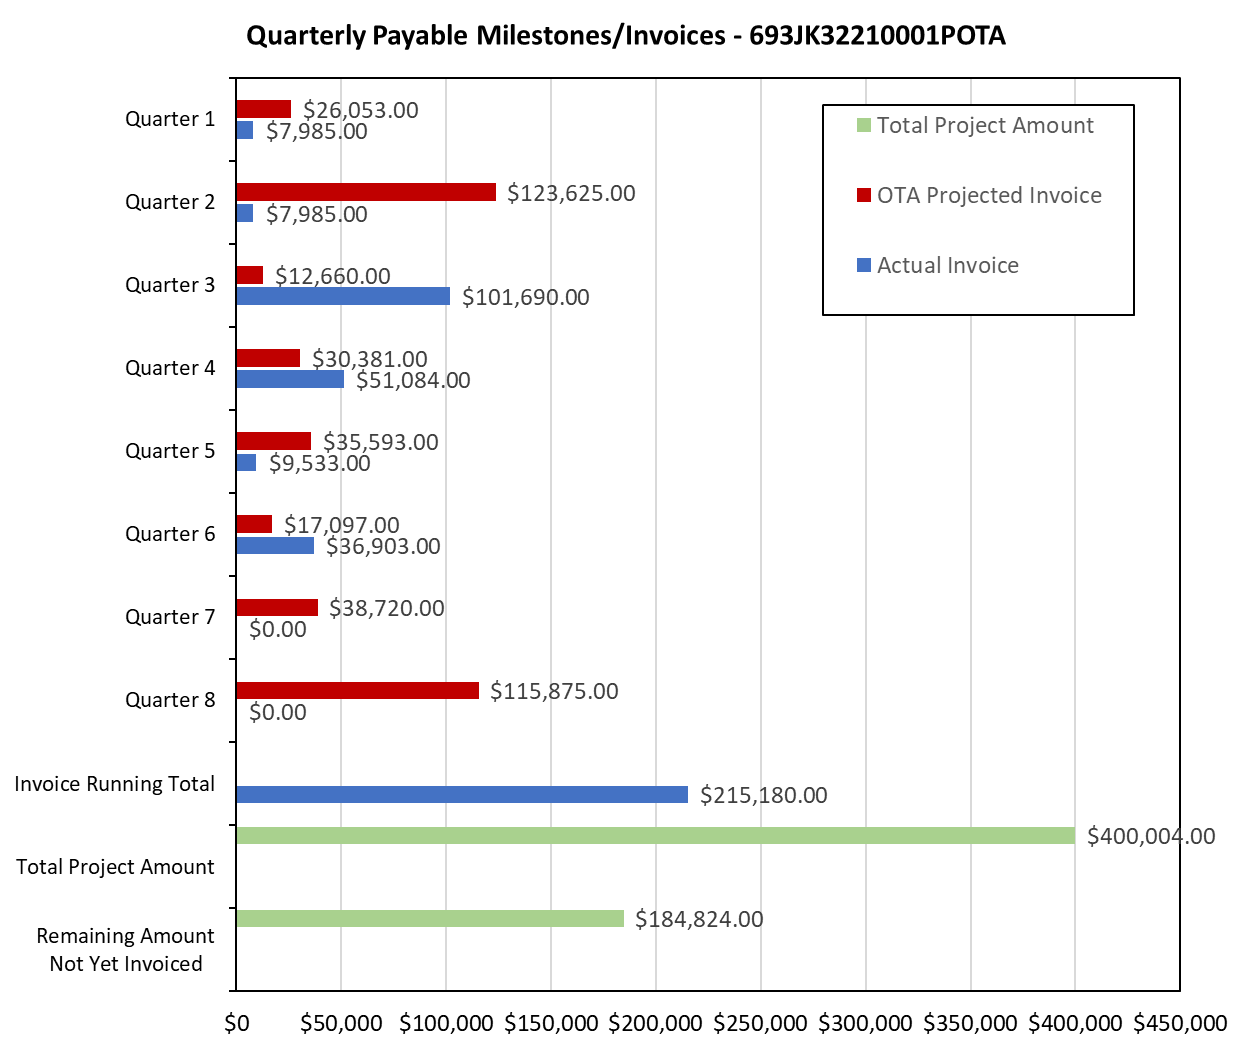 Quarterly Payable Milestones/Invoices - 693JK32210001POTA
Total Project Amount
OTA Projected Invoice
Actual Invoice
Quarter 1
$26,053.00
$7,985.00
Quarter 2
$123,625.00
$7,985.00
Quarter 3
$12,660.00
$101,690.00
Quarter 4
$30,381.00
$51,084.00
Quarter 5
$35,593.00
$9,533.00
Quarter 6
$17,097.00
$36,903.00
Quarter 7
$38,720.00
$0.00
Quarter 8
$115,875.00
$0.00
Invoice Running Total
$215,180.00
Total Project Amount
$400,004.00
Remaining Amount
Not Yet Invoiced
$184,824.00
$0 $50,000 $100,000 $150,000 $200,000 $250,000 $300,000 $350,000 $400,000 $450,000